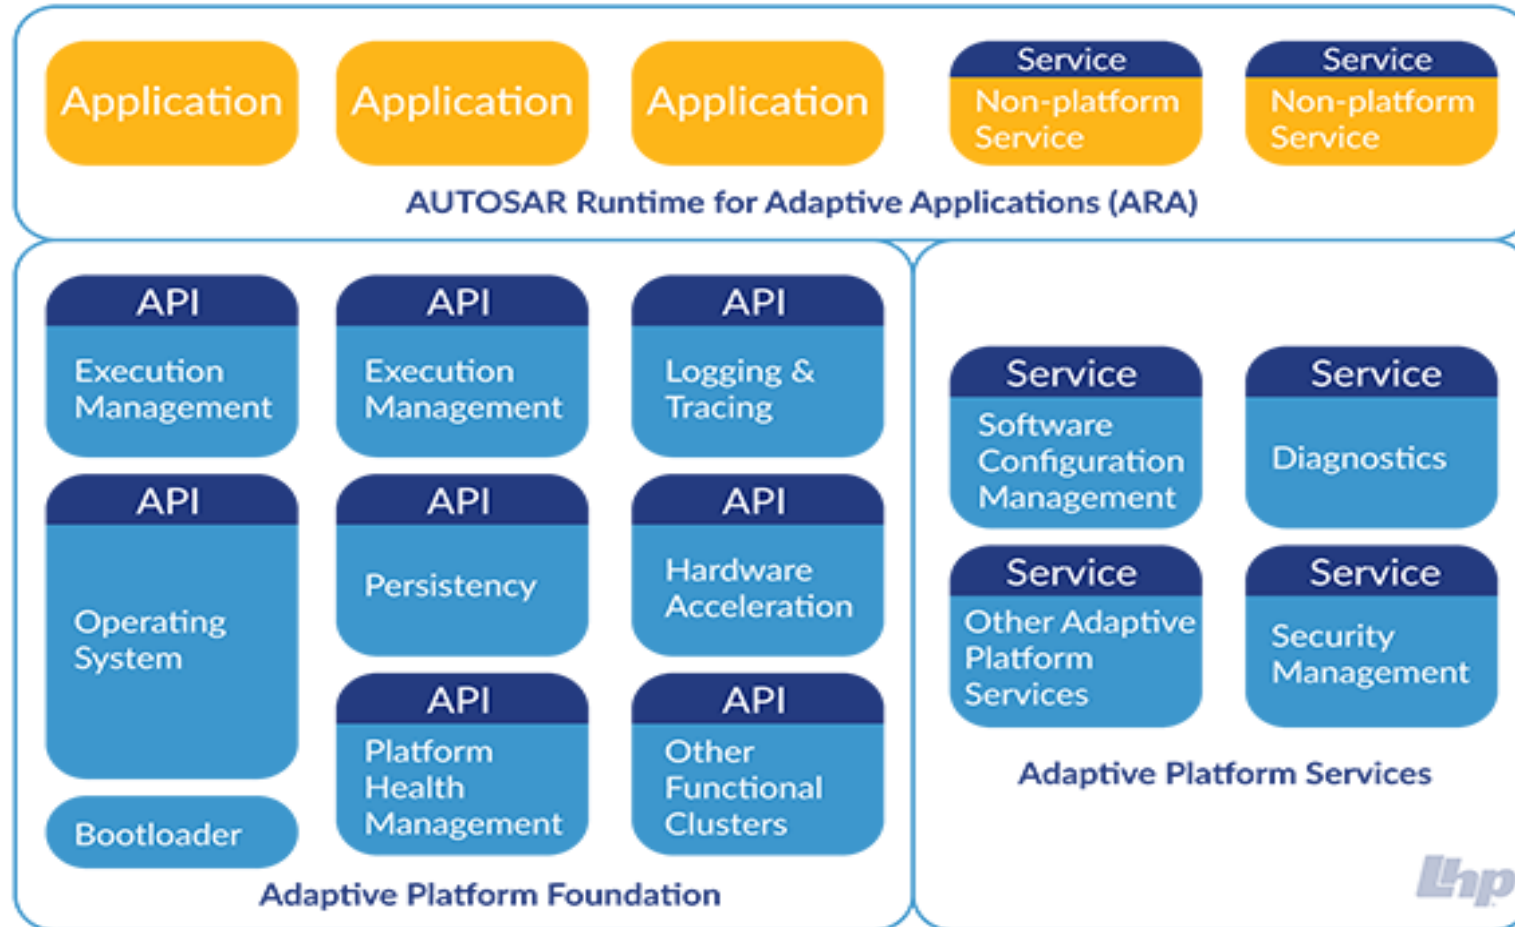 Application
Application
Application
Service
Non-platform
Service
Service
Non-platform
Service
AUTOSAR Runtime for Adaptive Applications (ARA)
API
Execution
Management
API
Execution
Management
API
Logging &
Tracing
API
Operating
System
API
Persistency
API
Hardware
Acceleration
Bootloader
API
Platform
Health
Management
API
Other
Functional
Clusters
Adaptive Platform Foundation
Service
Software
Configuration
Management
Service
Diagnostics
Service
Other Adaptive
Platform
Services
Service
Security
Management
Adaptive Platform Services
Lhp